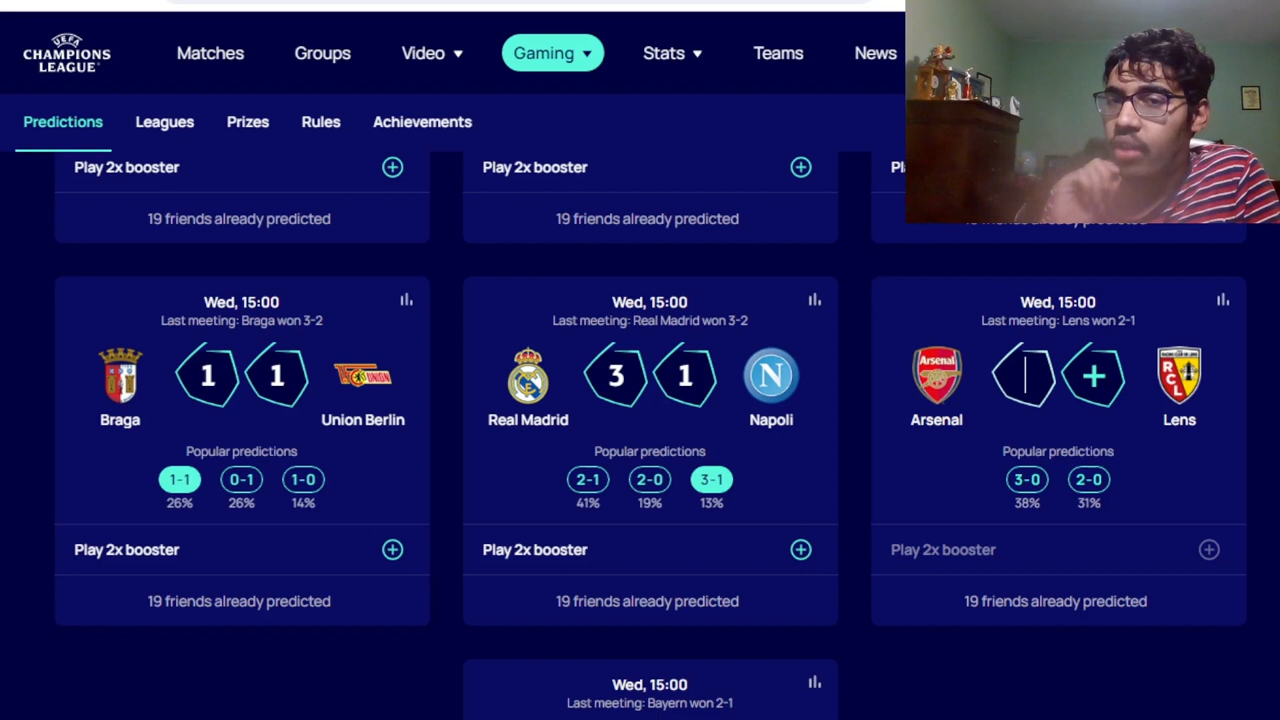 UEFA
CHAMPIONS
LEAGUE
Matches Groups Video Gaming Stats Teams News
Predictions Leagues Prizes Rules Achievements
Play 2x booster Play 2x booster
19 friends already predicted 19 friends already predicted
Wed, 15:00 Wed, 15:00 Wed, 15:00
Last meeting: Braga won 3-2 Last meeting: Real Madrid won 3-2 Last meeting: Lens won 2-1
1 1 UNION 3 1 N Arsenal + RCL
Braga Union Berlin Real Madrid Napoli Arsenal Lens
Popular predictions Popular predictions Popular predictions
1-1 0-1 1-0 2-1 2-0 3-1 3-0 2-0
26% 26% 14% 41% 19% 13% 38% 31%
Play 2x booster Play 2x booster Play 2x booster
19 friends already predicted 19 friends already predicted 19 friends already predicted
Wed, 15:00
Last meeting: Bayern won 2-1